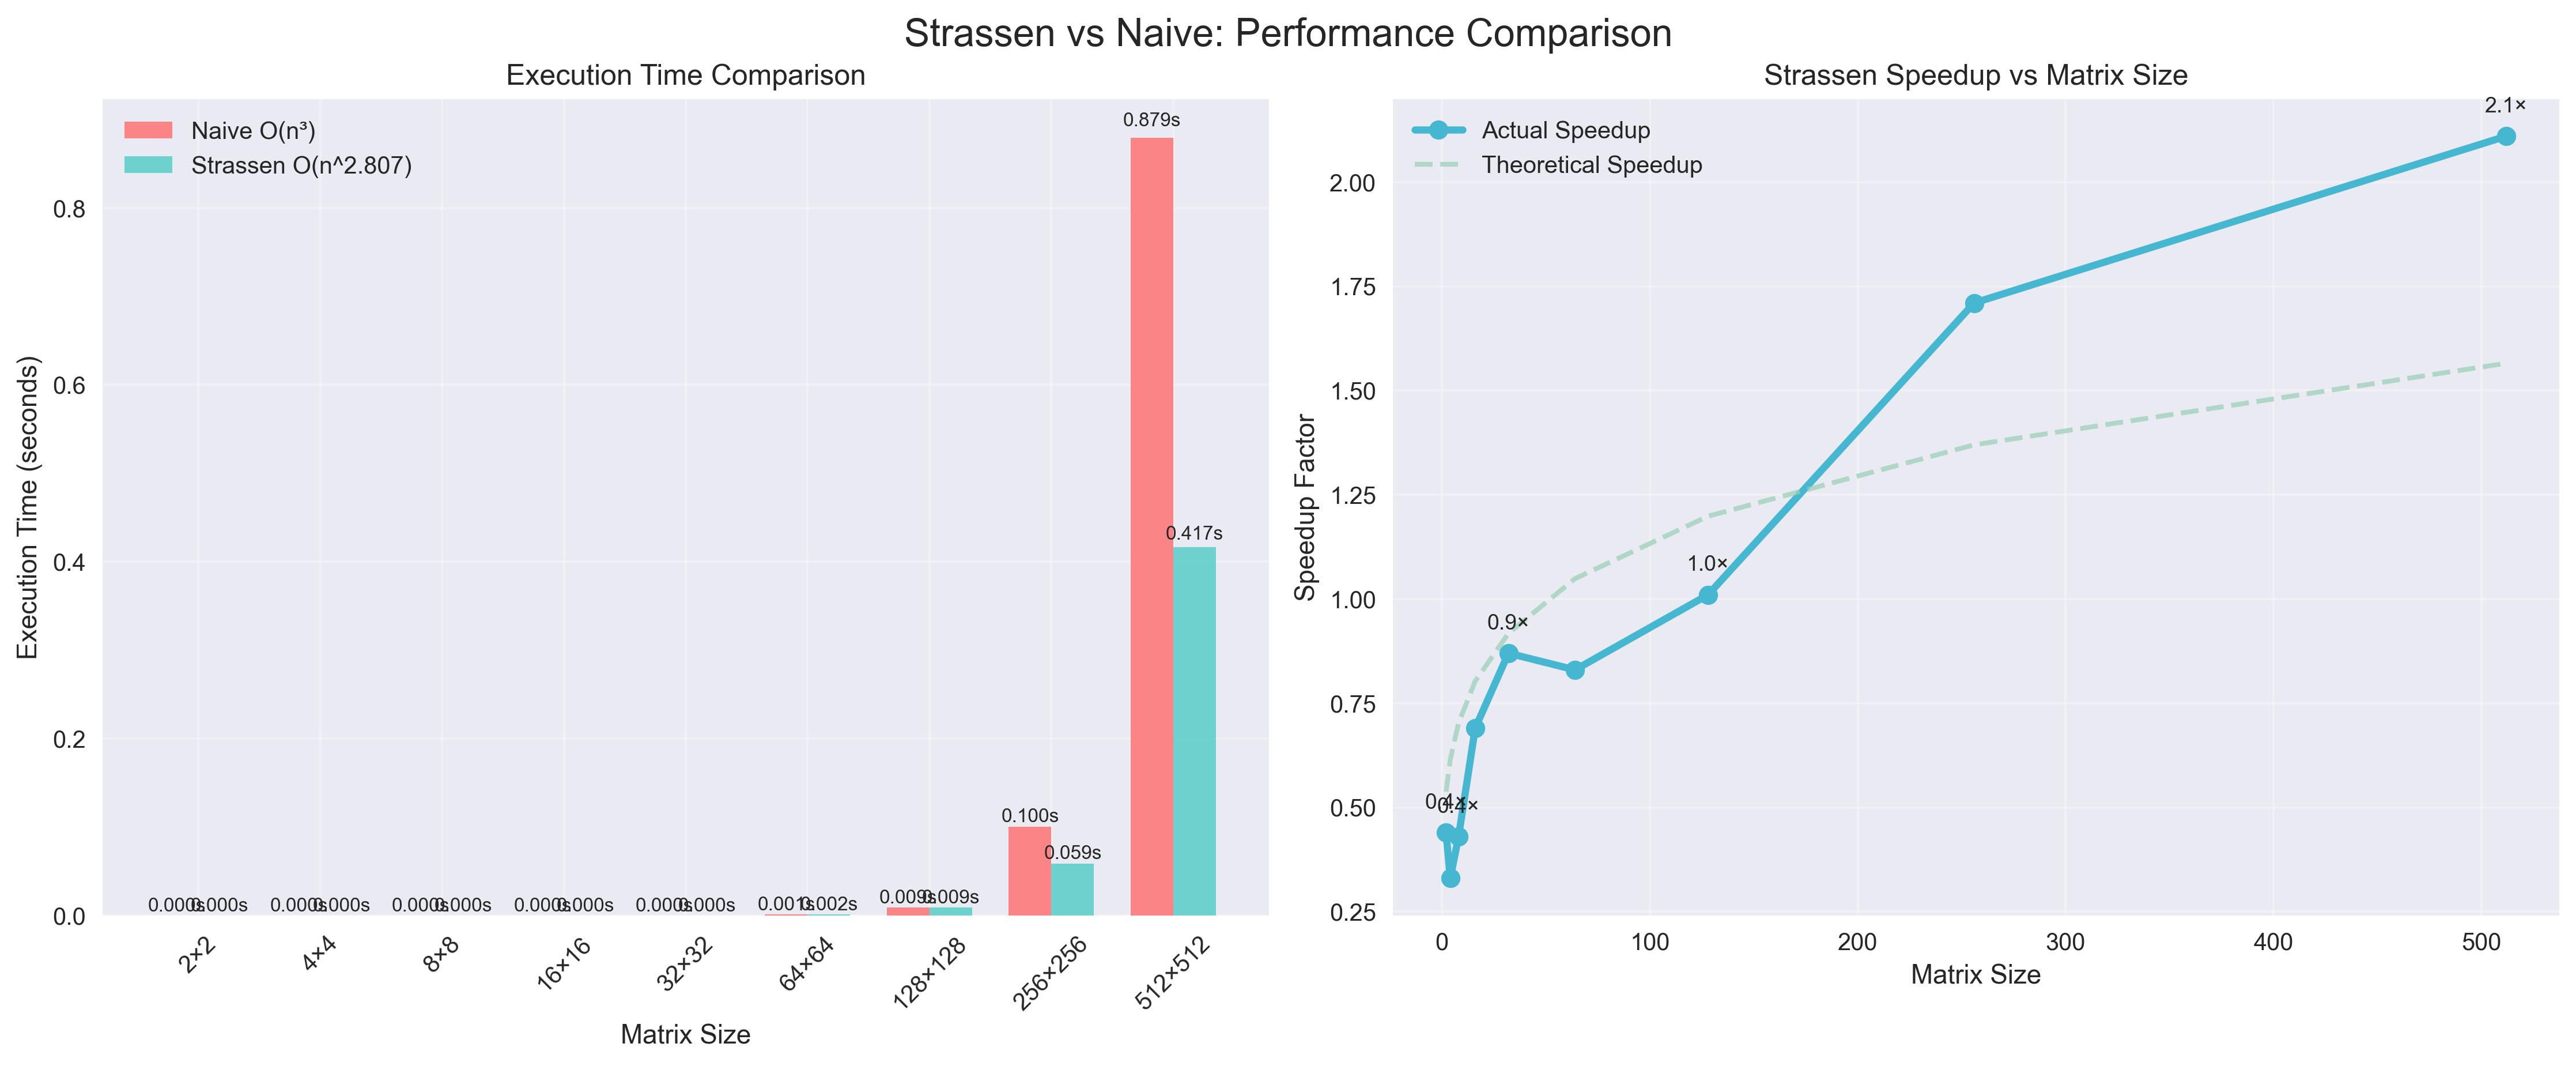 Strassen vs Naive: Performance Comparison
Execution Time Comparison
Naive O(n³)
Strassen O(n^2.807)
Execution Time (seconds)
0.8
0.6
0.4
0.2
0.0
0.000s 0.000s
0.000s 0.000s
0.000s 0.000s
0.000s 0.000s
0.000s 0.000s
0.001s 0.002s
0.009s 0.009s
0.100s
0.059s
0.879s
0.417s
2×2
4×4
8×8
16×16
32×32
64×64
128×128
256×256
512×512
Matrix Size
Strassen Speedup vs Matrix Size
Actual Speedup
Theoretical Speedup
Speedup Factor
2.00
1.75
1.50
1.25
1.00
0.75
0.50
0.25
0.4×
0.4×
0.9×
1.0×
2.1×
0 100 200 300 400 500
Matrix Size